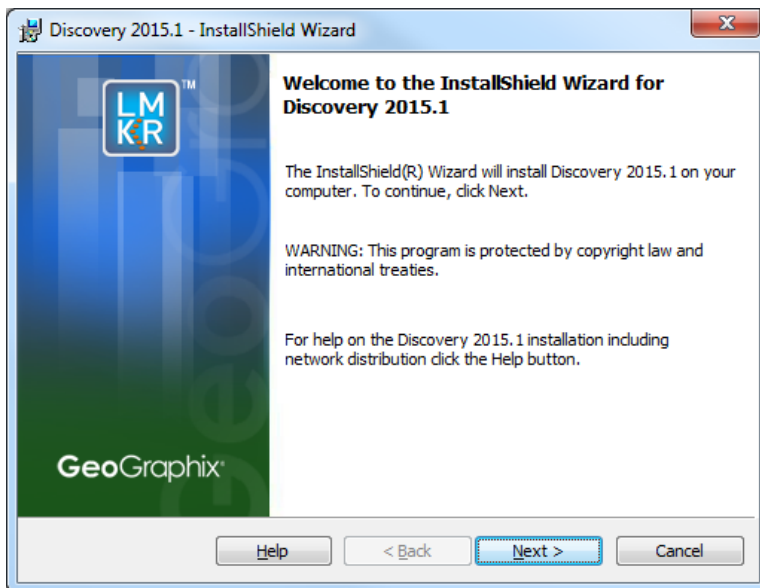 Discovery 2015.1 - InstallShield Wizard
LM
KR
TM
Welcome to the InstallShield Wizard for
Discovery 2015.1
The InstallShield(R) Wizard will install Discovery 2015.1 on your
computer. To continue, click Next.
WARNING: This program is protected by copyright law and
international treaties.
For help on the Discovery 2015.1 installation including
network distribution click the Help button.
GeoGraphix
Help
< Back
Next >
Cancel